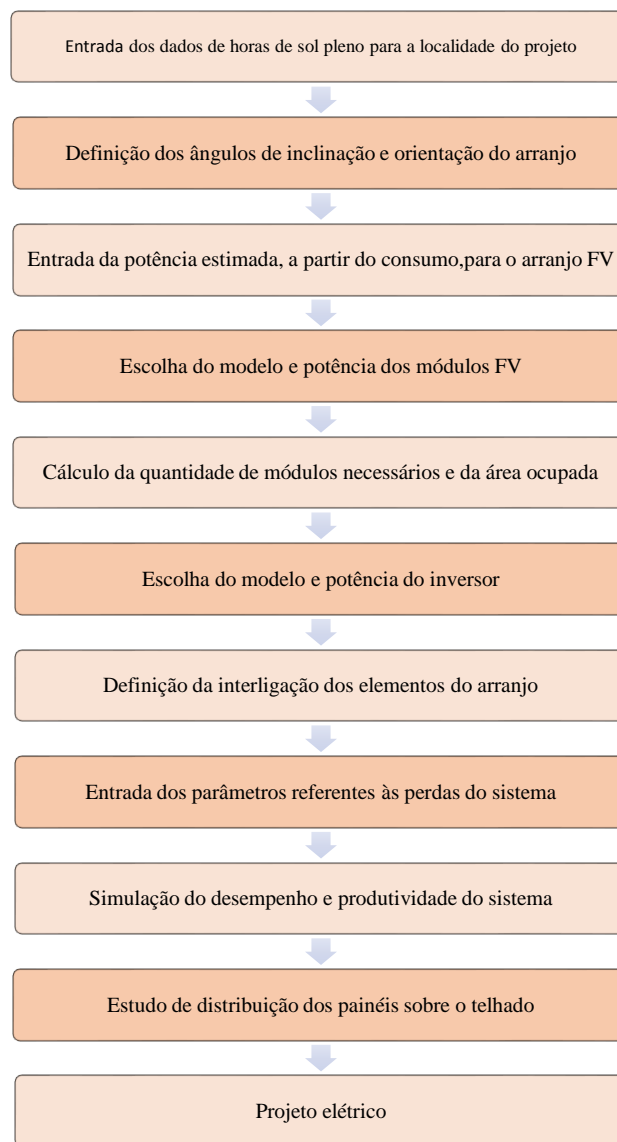 Entrada dos dados de horas de sol pleno para a localidade do projeto
Definição dos ângulos de inclinação e orientação do arranjo
Entrada da potência estimada, a partir do consumo,para o arranjo FV
Escolha do modelo e potência dos módulos FV
Cálculo da quantidade de módulos necessários e da área ocupada
Escolha do modelo e potência do inversor
Definição da interligação dos elementos do arranjo
Entrada dos parâmetros referentes às perdas do sistema
Simulação do desempenho e produtividade do sistema
Estudo de distribuição dos painéis sobre o telhado
Projeto elétrico